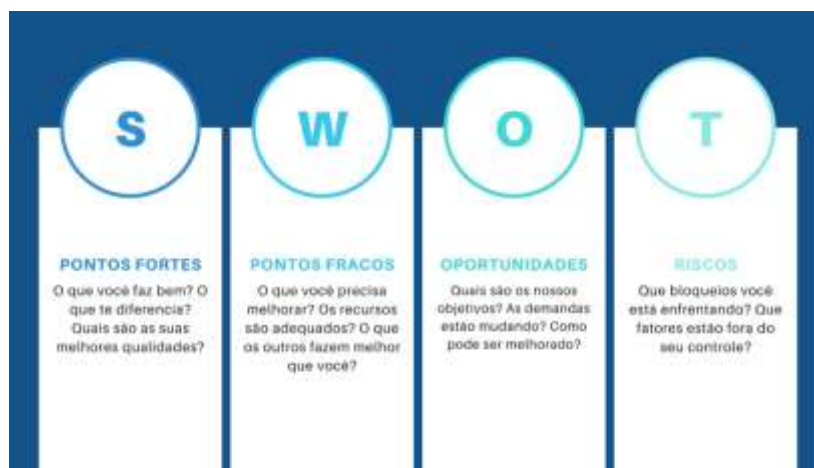 S
W
O
T
PONTOS FORTES
O que você faz bem? O
que te diferencia?
Quais são as suas
melhores qualidades?
PONTOS FRACOS
O que você precisa
melhorar? Os recursos
são adequados? O que
os outros fazem melhor
que você?
OPORTUNIDADES
Quais são os nossos
objetivos? As demandas
estão mudando? Como
pode ser melhorado?
RISCOS
Que bloqueios você
está enfrentando? Que
fatores estão fora do
seu controle?